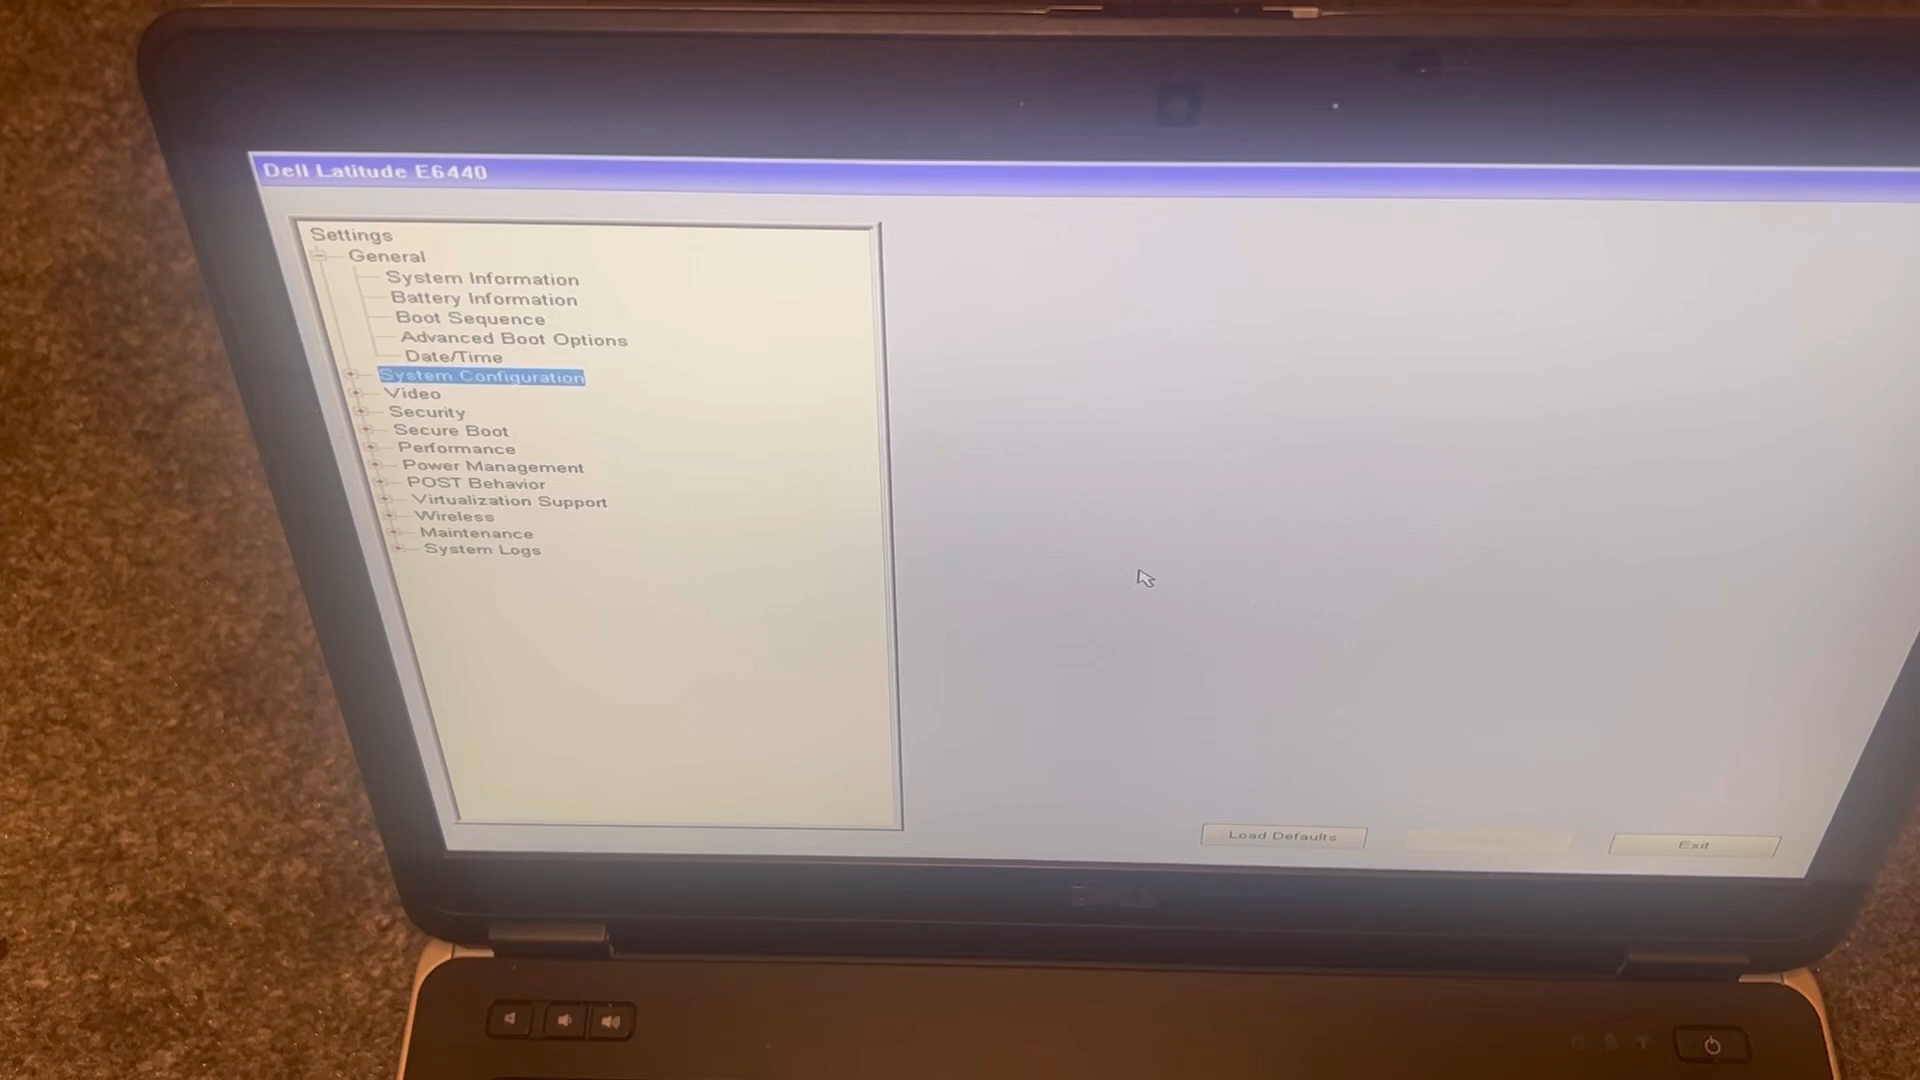 Dell Latitude E6440
Settings
General
System Information
Battery Information
Boot Sequence
Advanced Boot Options
Date/Time
System Configuration
Video
Security
Secure Boot
Performance
Power Management
POST Behavior
Virtualization Support
Wireless
Maintenance
System Logs
Load Defaults
Exit